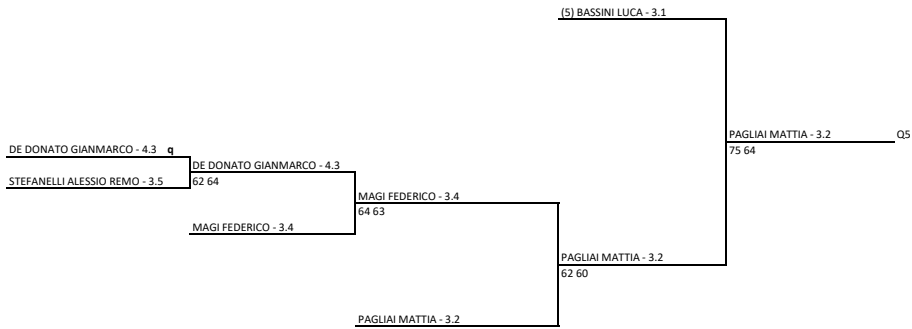 (5) BASSINI LUCA - 3.1
PAGLIAI MATTIA - 3.2 Q5
DE DONATO GIANMARCO - 4.3 q
75 64
DE DONATO GIANMARCO - 4.3
STEFANELLI ALESSIO REMO - 3.5
62 64
MAGI FEDERICO - 3.4
64 63
MAGI FEDERICO - 3.4
PAGLIAI MATTIA - 3.2
62 60
PAGLIAI MATTIA - 3.2